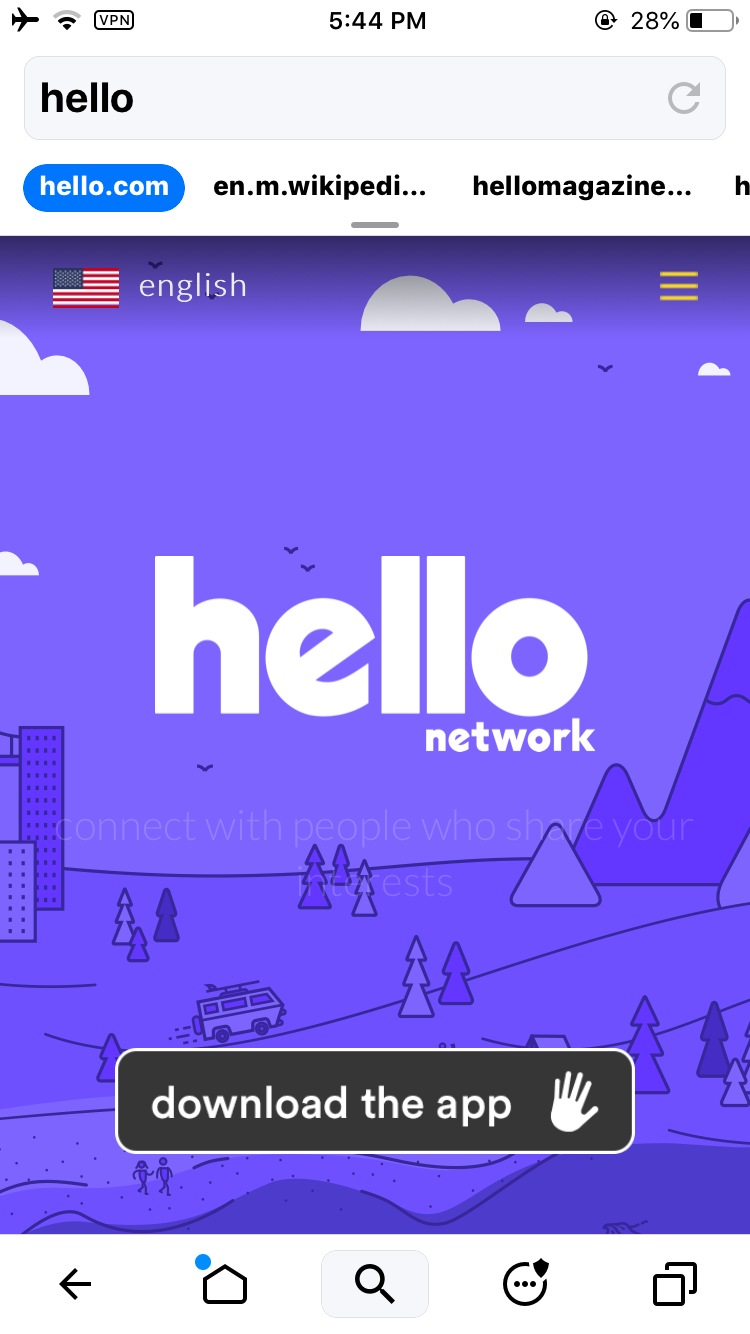 VPN
5:44 PM
28%
hello
hello.com
en.m.wikipedi...
hellomagazine...
h
english
hello
network
connect with people who share your
interests
download the app